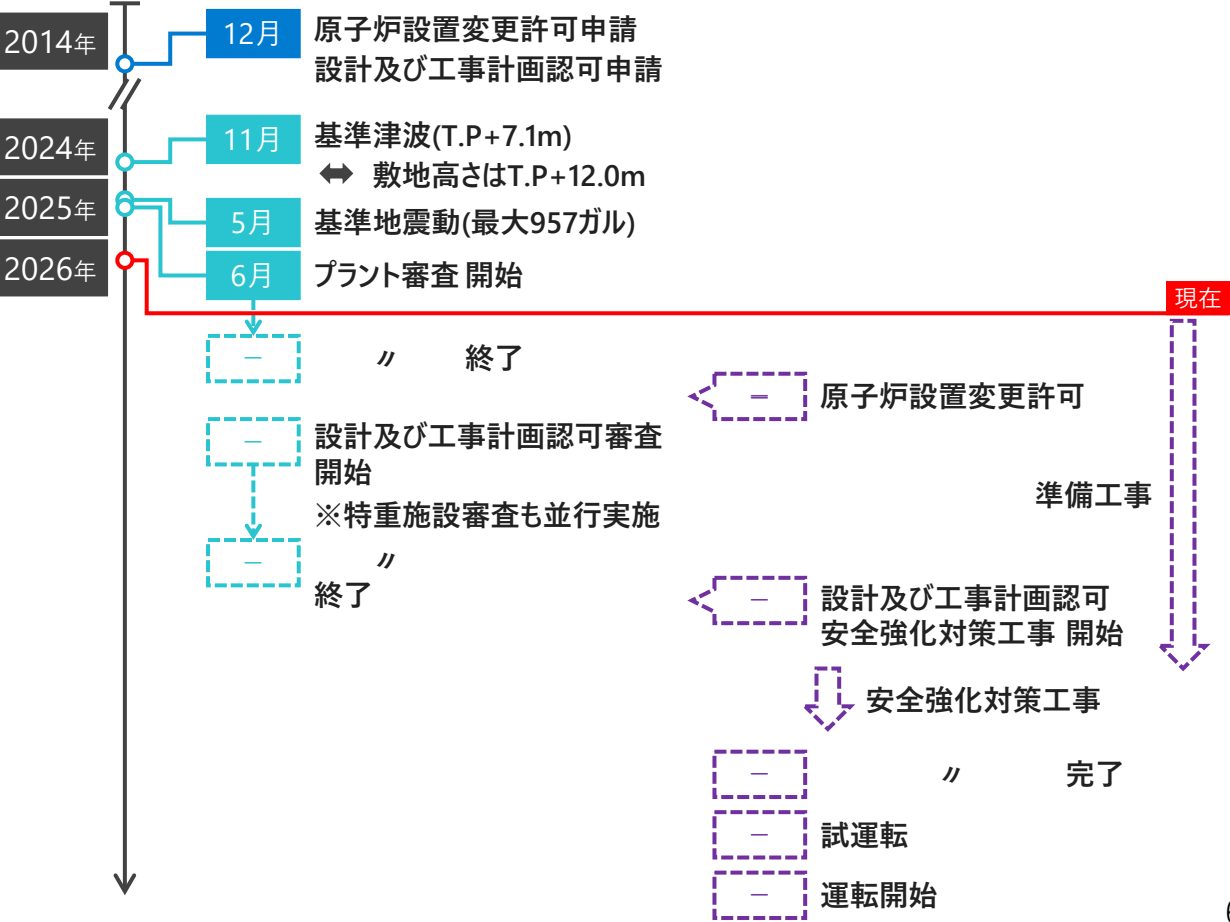 2014年
12月
原子炉設置変更許可申請
設計及び工事計画認可申請
2024年
11月
基準津波(T.P+7.1m)
⬌ 敷地高さはT.P+12.0m
2025年
5月
基準地震動(最大957ガル)
2026年
6月
プラント審査 開始
現在
－
〃 終了
－
原子炉設置変更許可
－
設計及び工事計画認可審査
開始
※特重施設審査も並行実施
準備工事
－
〃
終了
－
設計及び工事計画認可
安全強化対策工事 開始
安全強化対策工事
－
〃 完了
－
試運転
－
運転開始